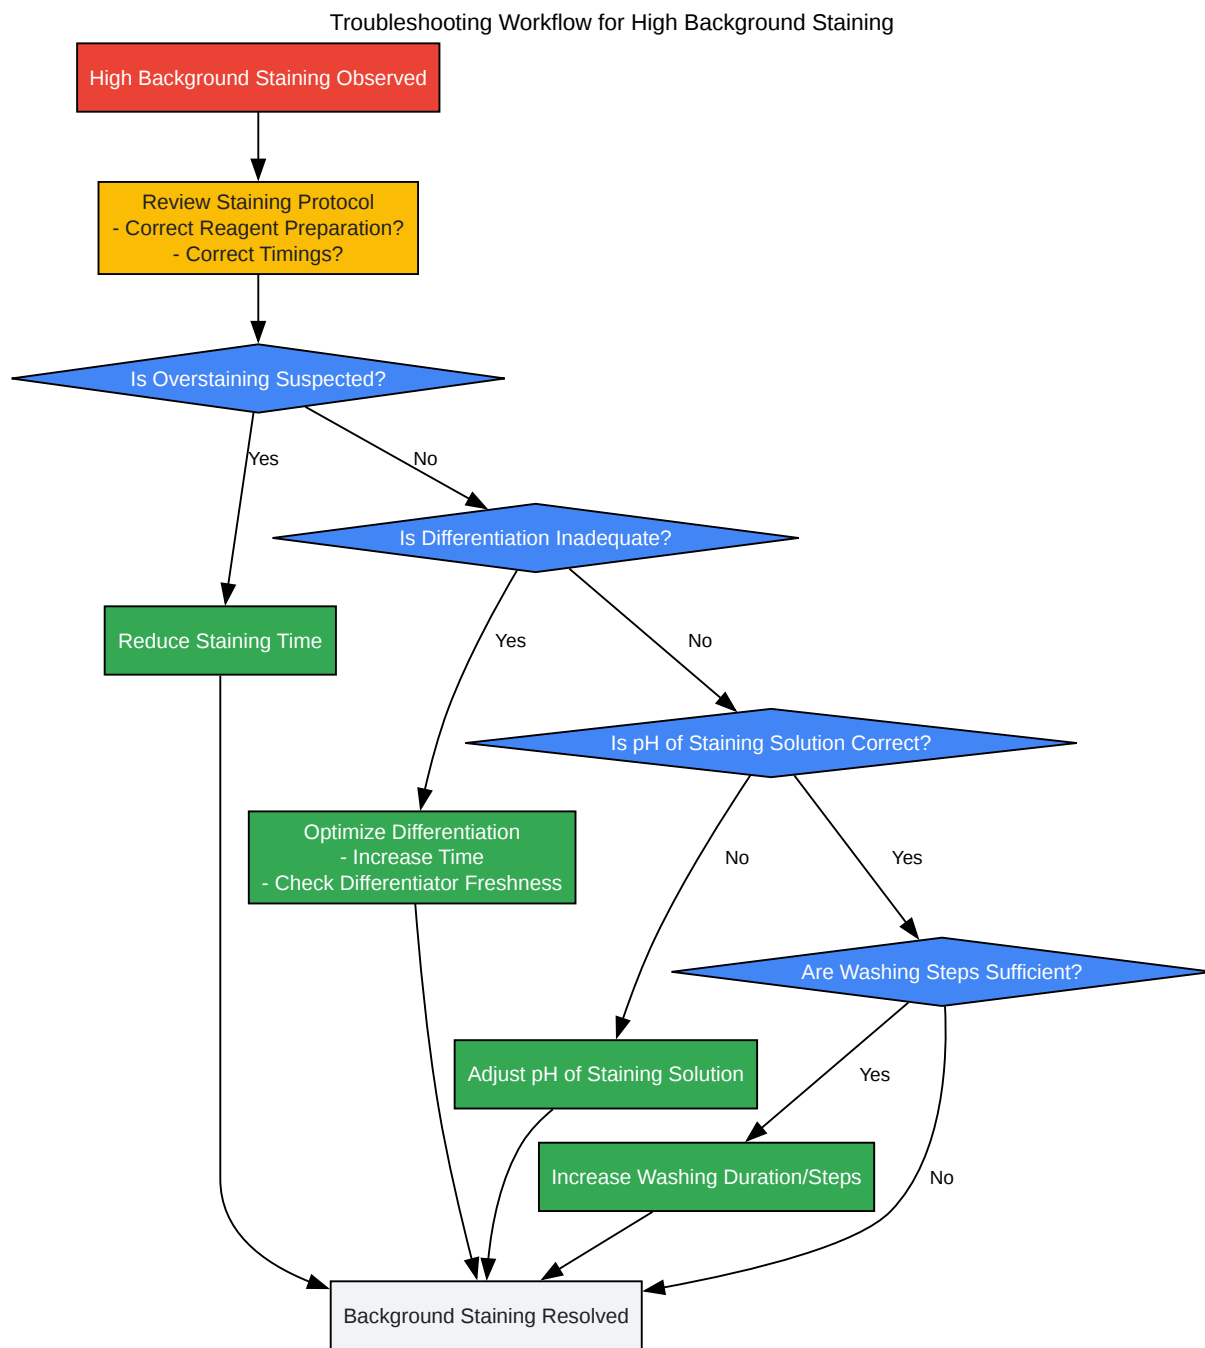 Troubleshooting Workflow for High Background Staining
High Background Staining Observed
Review Staining Protocol
- Correct Reagent Preparation?
- Correct Timings?
Is Overstaining Suspected?
Yes
No
Is Differentiation Inadequate?
Reduce Staining Time
Yes
No
Is pH of Staining Solution Correct?
Optimize Differentiation
- Increase Time
- Check Differentiator Freshness
No
Yes
Are Washing Steps Sufficient?
Adjust pH of Staining Solution
Yes
Increase Washing Duration/Steps
No
Background Staining Resolved